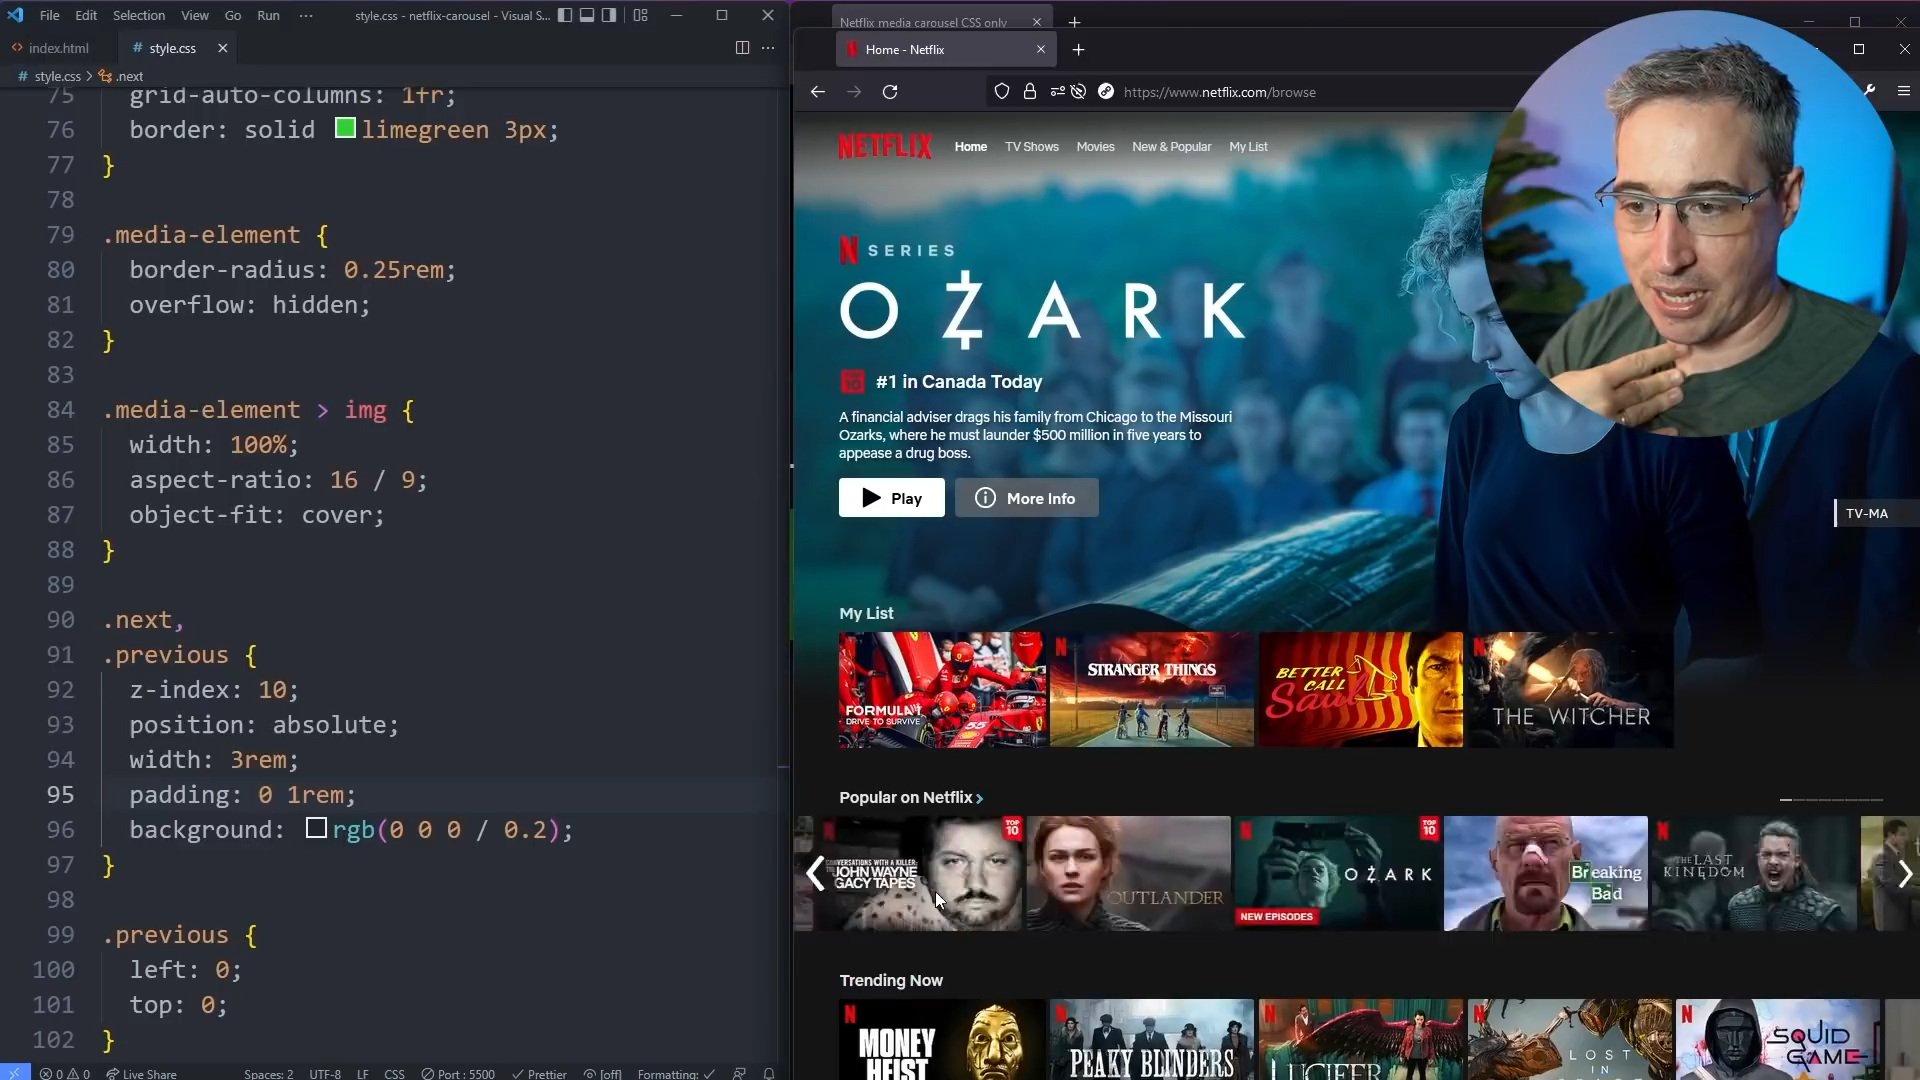 File Edit Selection View Go Run ··· style.css - netflix-carousel - Visual S...
index.html
# style.css
# style.css > .next
75 grid-auto-columns: 1fr;
76 border: solid limegreen 3px;
77 }
78
79 .media-element {
80 border-radius: 0.25rem;
81 overflow: hidden;
82 }
83
84 .media-element > img {
85 width: 100%;
86 aspect-ratio: 16 / 9;
87 object-fit: cover;
88 }
89
90 .next,
91 .previous {
92 z-index: 10;
93 position: absolute;
94 width: 3rem;
95 padding: 0 1rem;
96 background: rgb(0 0 0 / 0.2);
97 }
98
99 .previous {
100 left: 0;
101 top: 0;
102 }
0 0 Live Share Spaces: 2 UTF-8 LF CSS Port : 5500 Prettier [off] Formatting:
Netflix media carousel CSS only
Home - Netflix
https://www.netflix.com/browse
NETFLIX Home TV Shows Movies New & Popular My List
N SERIES
OZARK
TOP 10 #1 in Canada Today
A financial adviser drags his family from Chicago to the Missouri
Ozarks, where he must launder $500 million in five years to
appease a drug boss.
Play More Info
TV-MA
My List
FORMULA 1
DRIVE TO SURVIVE
55
N
STRANGER THINGS
BETTER
CALL
Saul
N
THE WITCHER
Popular on Netflix >
N
TOP 10
CONVERSATIONS WITH A KILLER:
JOHN WAYNE
GACY TAPES
OUTLANDER
N
TOP 10
OZARK
NEW EPISODES
Breaking
Bad
N
THE LAST
KINGDOM
Trending Now
N
MONEY
HEIST
N
PEAKY BLINDERS
N
LUCIFER
N
LOST
IN
N
SQUID
GAME